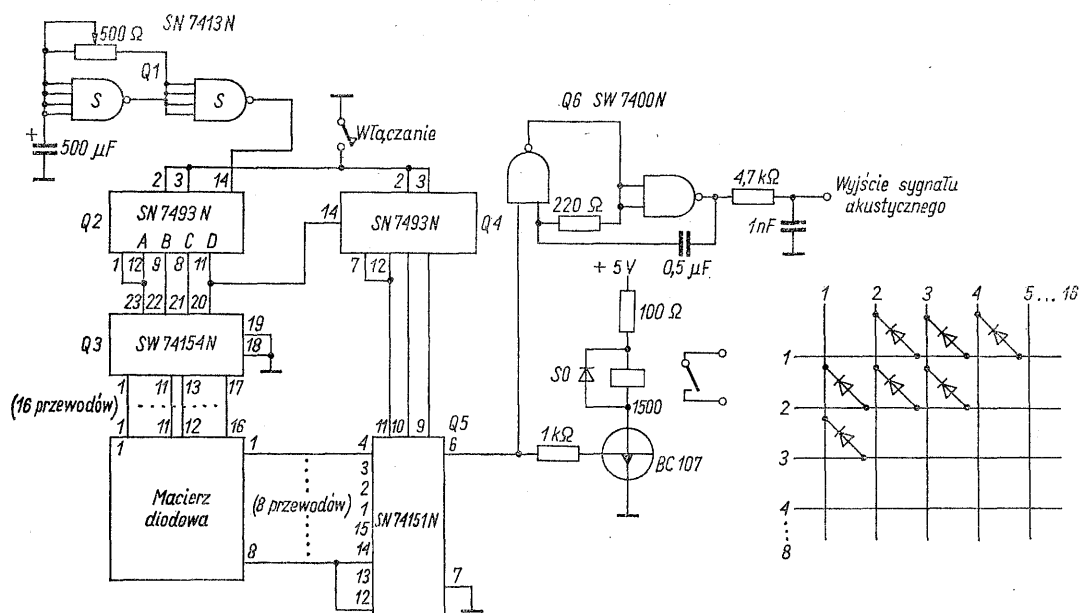 SN 7413N
500 Ω
Q1
S
S
+
500 μF
Włączanie
2 3 14
SN 7493 N
Q2
A B C D
1 12 9 8 11
23 22 21 20
SW 74154N
Q3
19
18
1 11 13 17
(16 przewodów)
1 11 12 16
1
1
Macierz
diodowa
8
(8 przewodów)
2 3
14
SN 7493N
Q4
7 12
11 10 9
Q5
4
3
2
1
15
14
13
12
SN 74151N
6
7
Q6 SW 7400N
220 Ω
0,5 μF
4,7 kΩ
1nF
Wyjście sygnału
akustycznego
+ 5 V
100 Ω
SD
1500
1kΩ
BC 107
1 2 3 4 5 ... 16
1
2
3
4
8